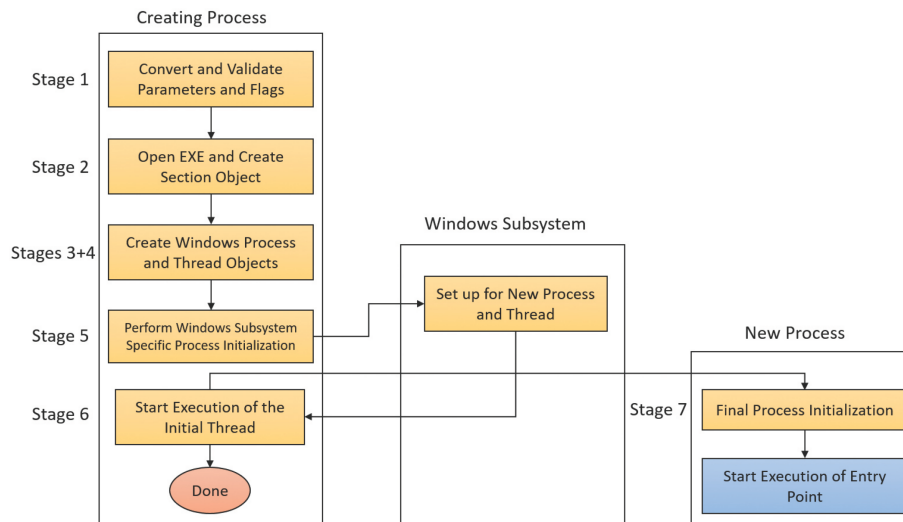 Creating Process
Stage 1
Convert and Validate
Parameters and Flags
Stage 2
Open EXE and Create
Section Object
Stages 3+4
Create Windows Process
and Thread Objects
Stage 5
Perform Windows Subsystem
Specific Process Initialization
Windows Subsystem
Set up for New Process
and Thread
Stage 6
Start Execution of the
Initial Thread
Done
New Process
Stage 7
Final Process Initialization
Start Execution of Entry
Point